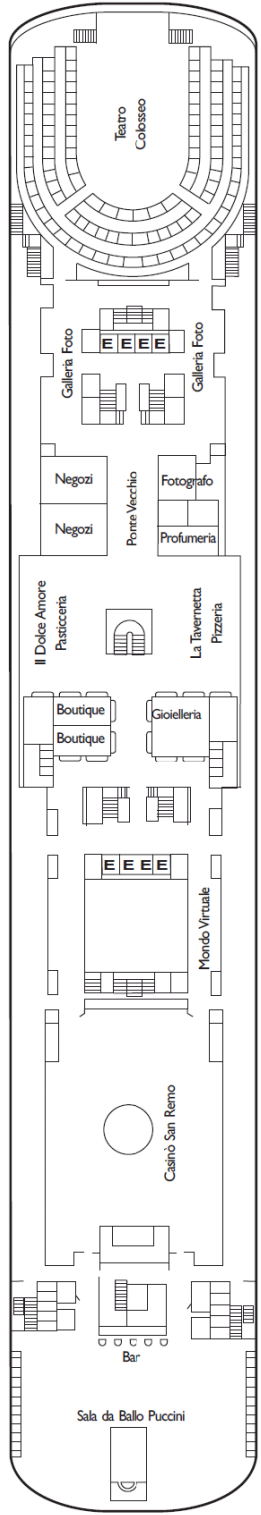 Teatro
Colosseo
Galleria Foto
Galleria Foto
E E E E
Negozi
Negozi
Ponte Vecchio
Fotografo
Profumeria
Il Dolce Amore
Pasticceria
La Tavernetta
Pizzeria
Boutique
Boutique
Gioielleria
E E E E
Mondo Virtuale
Casinò San Remo
Bar
Sala da Ballo Puccini